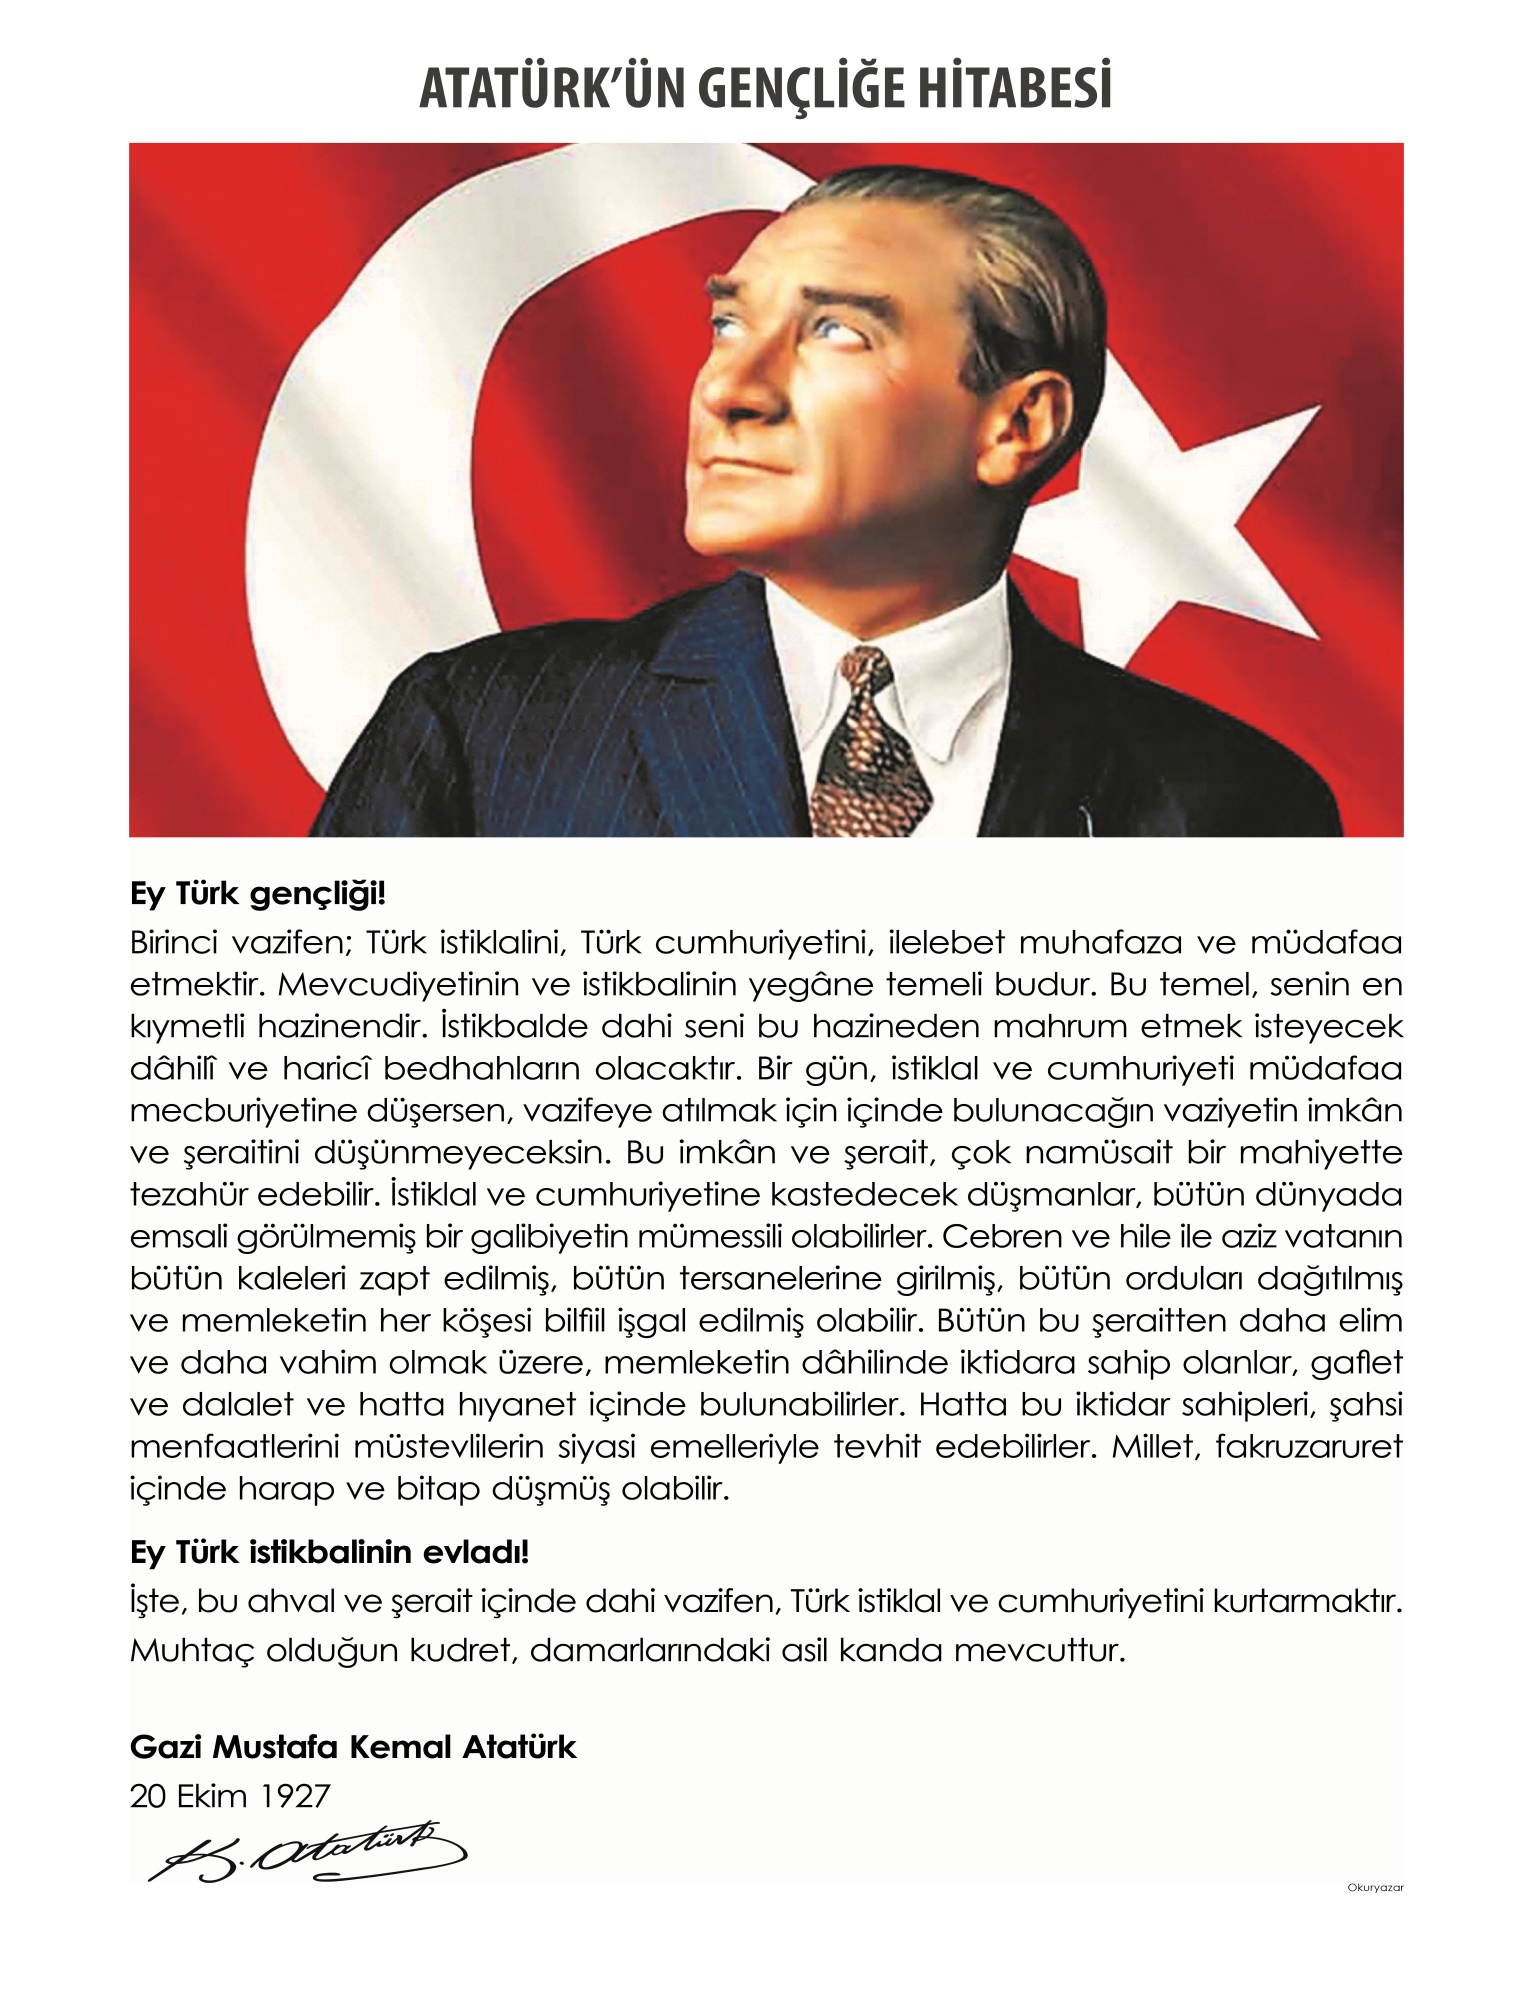 ATATÜRK’ÜN GENÇLİĞE HİTABESİ
Ey Türk gençliği!
Birinci vazifen; Türk istiklalini, Türk cumhuriyetini, ilelebet muhafaza ve müdafaa
etmektir. Mevcudiyetinin ve istikbalinin yegâne temeli budur. Bu temel, senin en
kıymetli hazinendir. İstikbalde dahi seni bu hazineden mahrum etmek isteyecek
dâhilî ve haricî bedhahların olacaktır. Bir gün, istiklal ve cumhuriyeti müdafaa
mecburiyetine düşersen, vazifeye atılmak için içinde bulunacağın vaziyetin imkân
ve şeraitini düşünmeyeceksin. Bu imkân ve şerait, çok namüsait bir mahiyette
tezahür edebilir. İstiklal ve cumhuriyetine kastedecek düşmanlar, bütün dünyada
emsali görülmemiş bir galibiyetin mümessili olabilirler. Cebren ve hile ile aziz vatanın
bütün kaleleri zapt edilmiş, bütün tersanelerine girilmiş, bütün orduları dağıtılmış
ve memleketin her köşesi bilfiil işgal edilmiş olabilir. Bütün bu şeraitten daha elim
ve daha vahim olmak üzere, memleketin dâhilinde iktidara sahip olanlar, gaflet
ve dalalet ve hatta hıyanet içinde bulunabilirler. Hatta bu iktidar sahipleri, şahsi
menfaatlerini müstevlilerin siyasi emelleriyle tevhit edebilirler. Millet, fakruzaruret
içinde harap ve bitap düşmüş olabilir.
Ey Türk istikbalinin evladı!
İşte, bu ahval ve şerait içinde dahi vazifen, Türk istiklal ve cumhuriyetini kurtarmaktır.
Muhtaç olduğun kudret, damarlarındaki asil kanda mevcuttur.
Gazi Mustafa Kemal Atatürk
20 Ekim 1927
K. Atatürk
Okuryazar